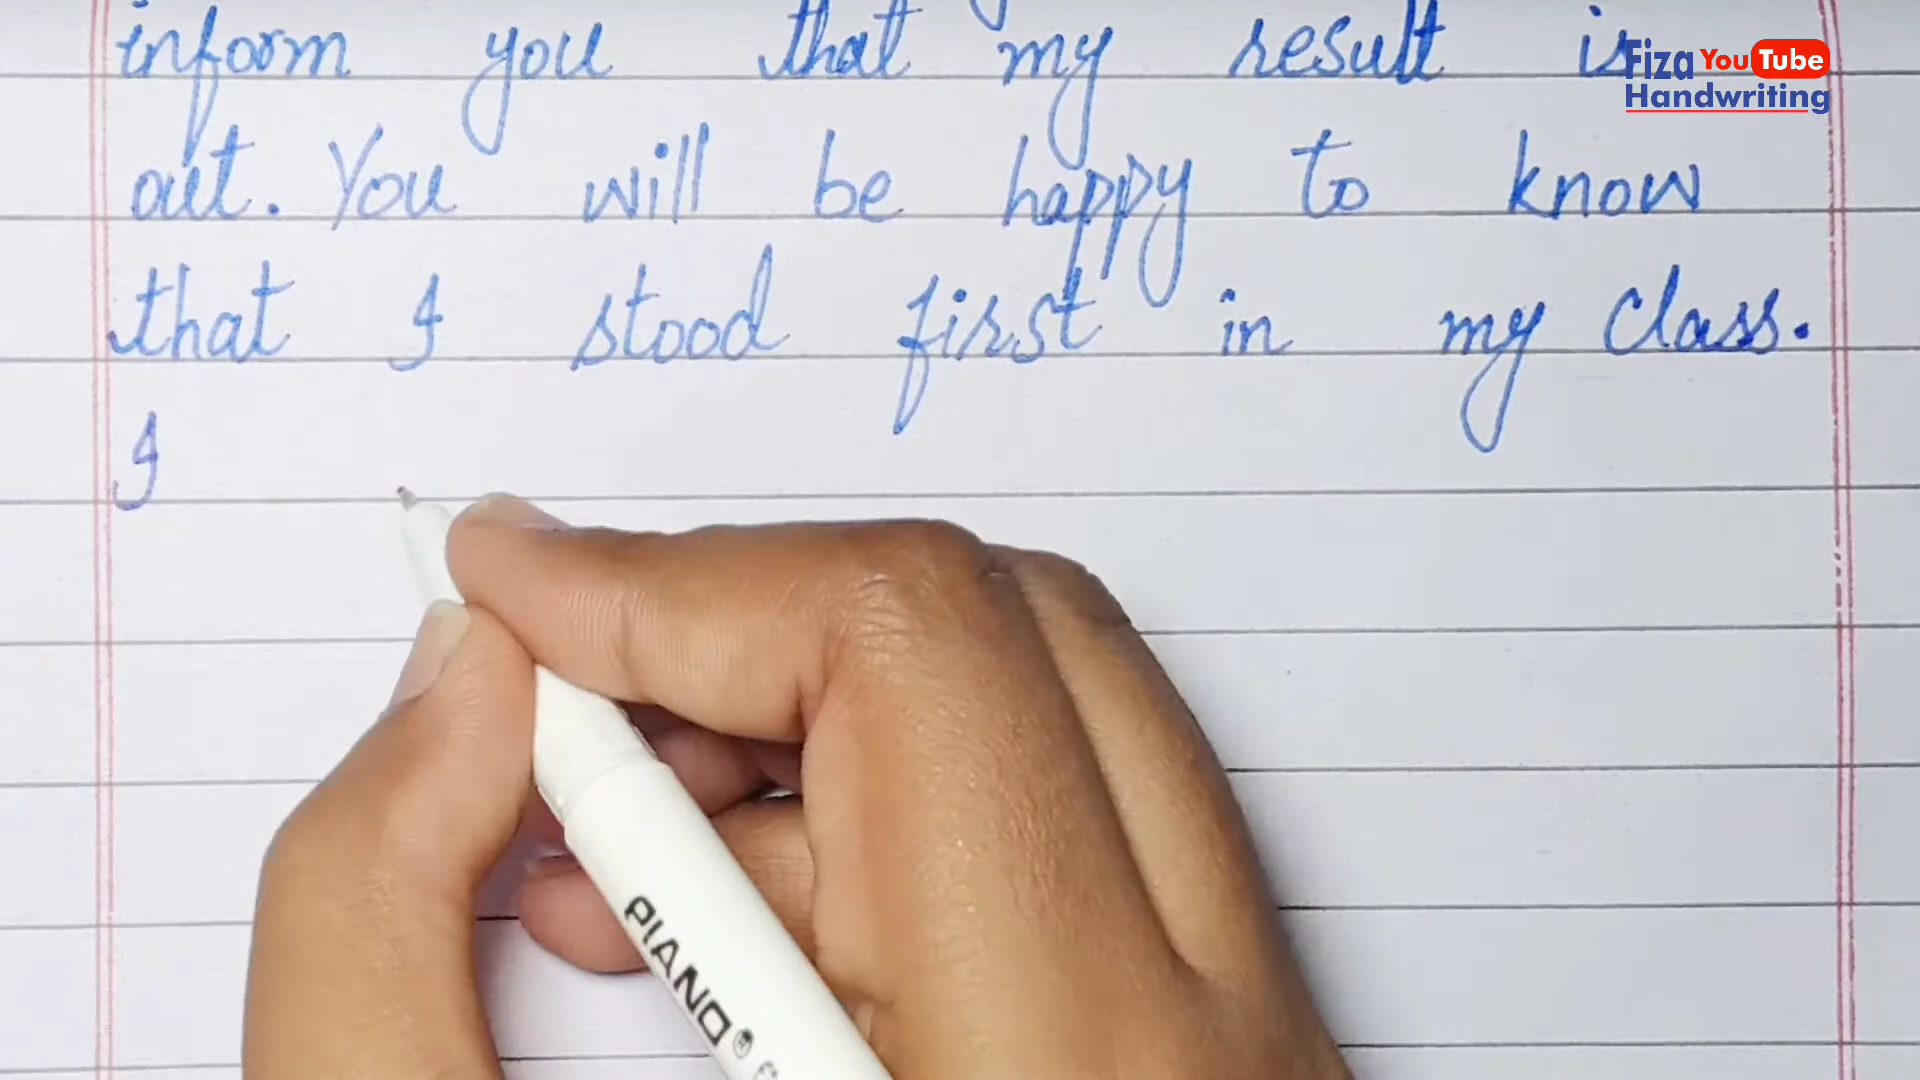 inform you that my result is
out. You will be happy to know
that I stood first in my class.
I
Fiza YouTube
Handwriting
PIANO®